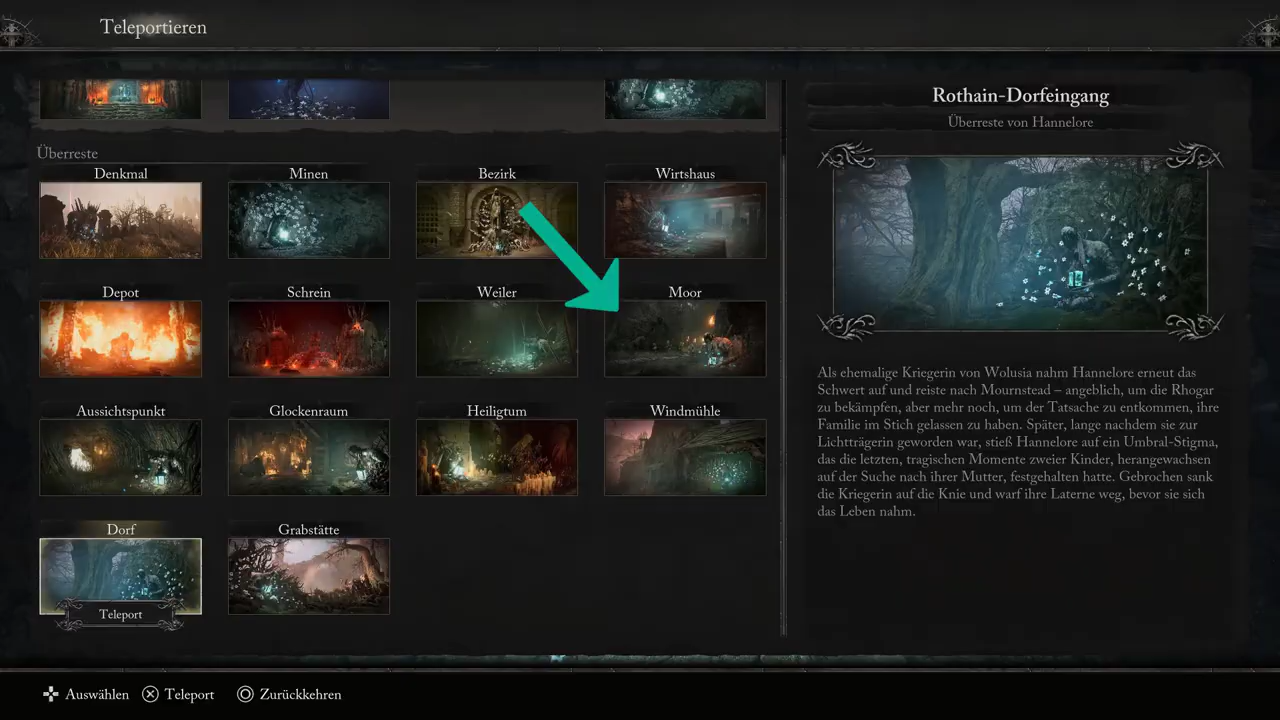 Teleportieren
Überreste
Denkmal
Minen
Bezirk
Wirtshaus
Depot
Schrein
Weiler
Moor
Aussichtspunkt
Glockenraum
Heiligtum
Windmühle
Dorf
Grabstätte
Teleport
Rothain-Dorfeingang
Überreste von Hannelore
Als ehemalige Kriegerin von Wolusia nahm Hannelore erneut das
Schwert auf und reiste nach Mournstead – angeblich, um die Rhogar
zu bekämpfen, aber mehr noch, um der Tatsache zu entkommen, ihre
Familie im Stich gelassen zu haben. Später, lange nachdem sie zur
Lichtträgerin geworden war, stieß Hannelore auf ein Umbral-Stigma,
das die letzten, tragischen Momente zweier Kinder, herangewachsen
auf der Suche nach ihrer Mutter, festgehalten hatte. Gebrochen sank
die Kriegerin auf die Knie und warf ihre Laterne weg, bevor sie sich
das Leben nahm.
Auswählen
Teleport
Zurückkehren